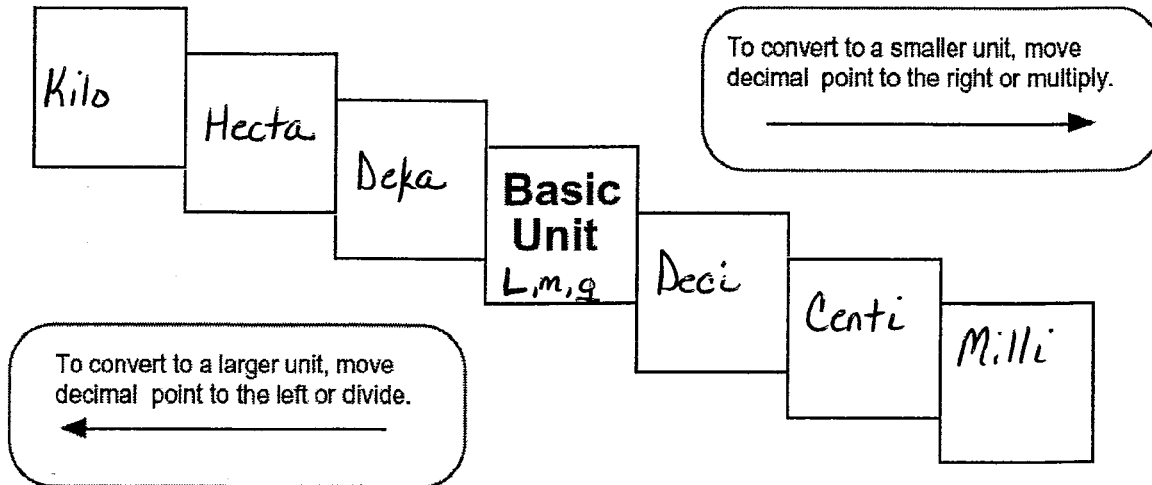 Kilo
Hecta
Deka
Basic
Unit
L, m, g
Deci
Centi
Milli
To convert to a smaller unit, move
decimal point to the right or multiply.
To convert to a larger unit, move
decimal point to the left or divide.